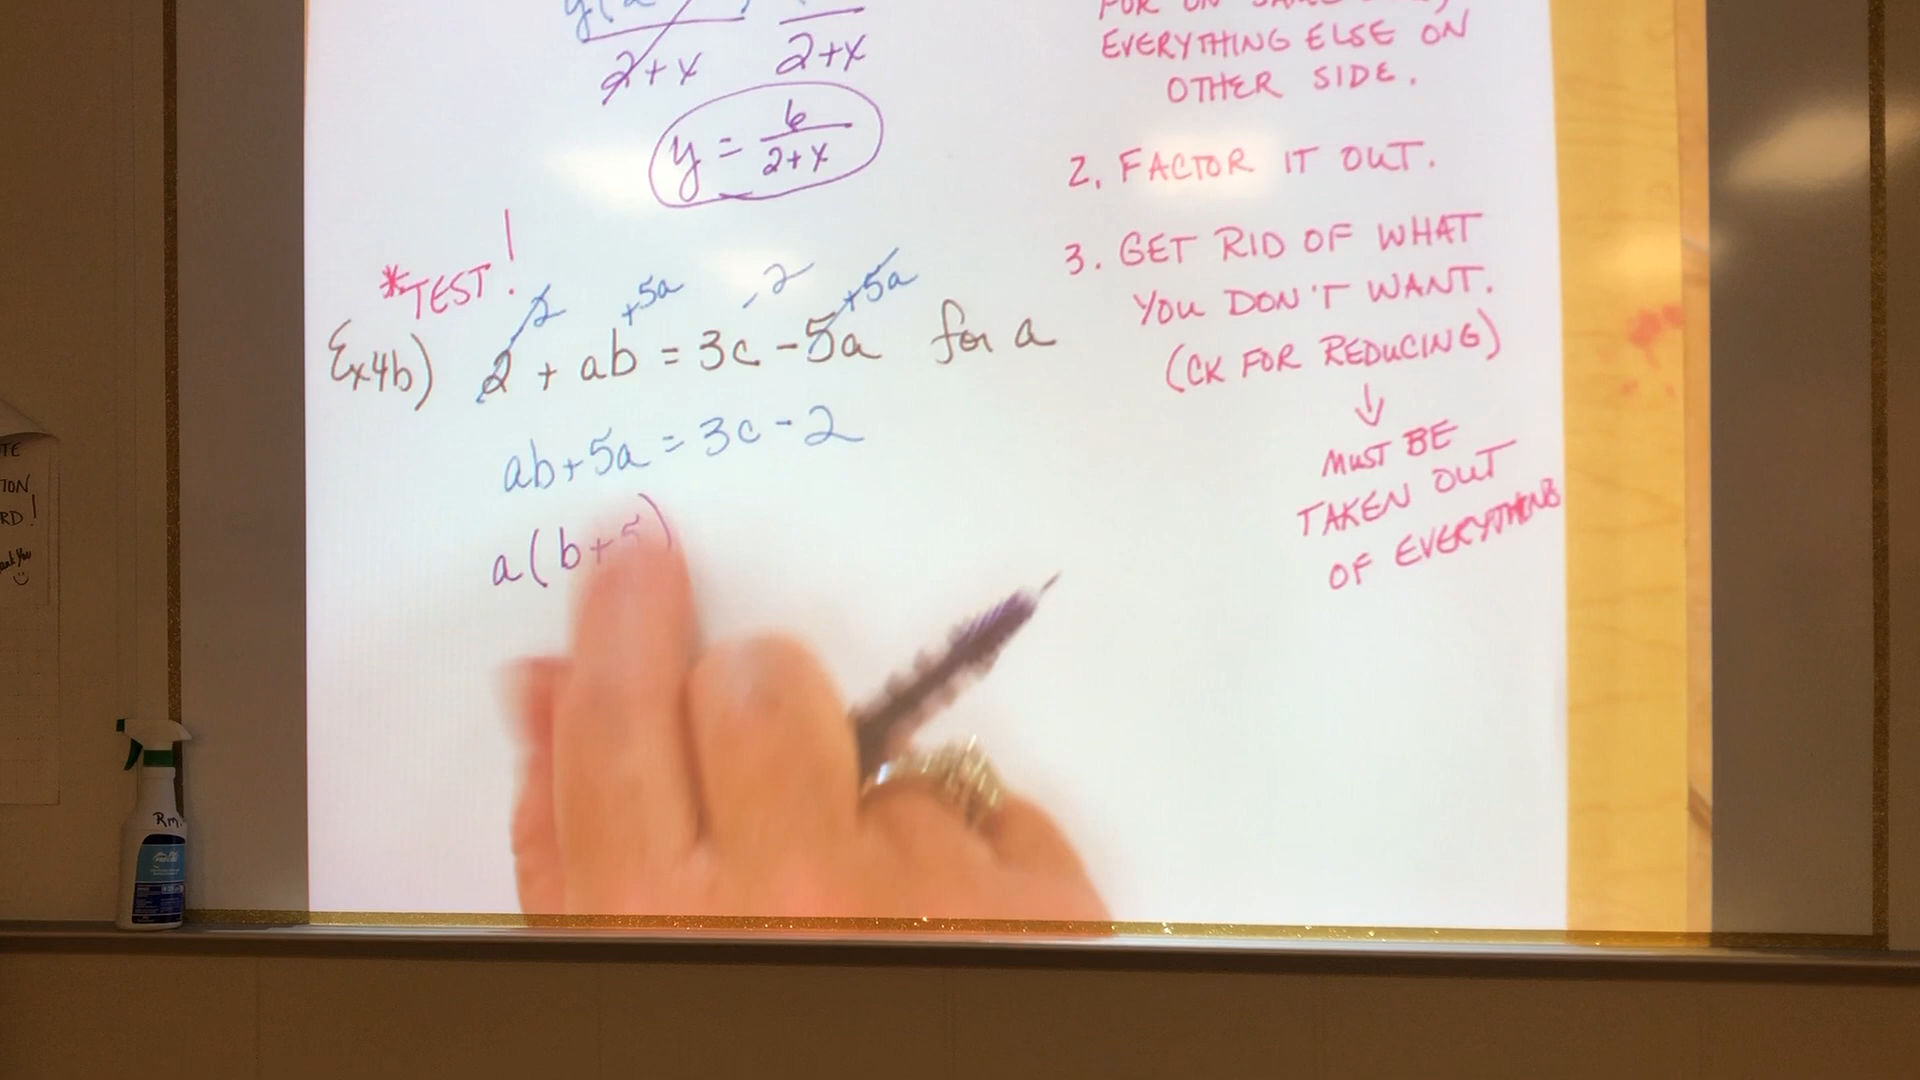 2+x 2+x
y = 6/2+x
EVERYTHING ELSE ON
OTHER SIDE.
2. FACTOR IT OUT.
3. GET RID OF WHAT
YOU DON'T WANT.
(CK FOR REDUCING)
↓
MUST BE
TAKEN OUT
OF EVERYTHING
*TEST!
-2 +5a -2 +5a
Ex4b) 2 + ab = 3c - 5a for a
ab + 5a = 3c - 2
a(b+5)
RD!
Rm.